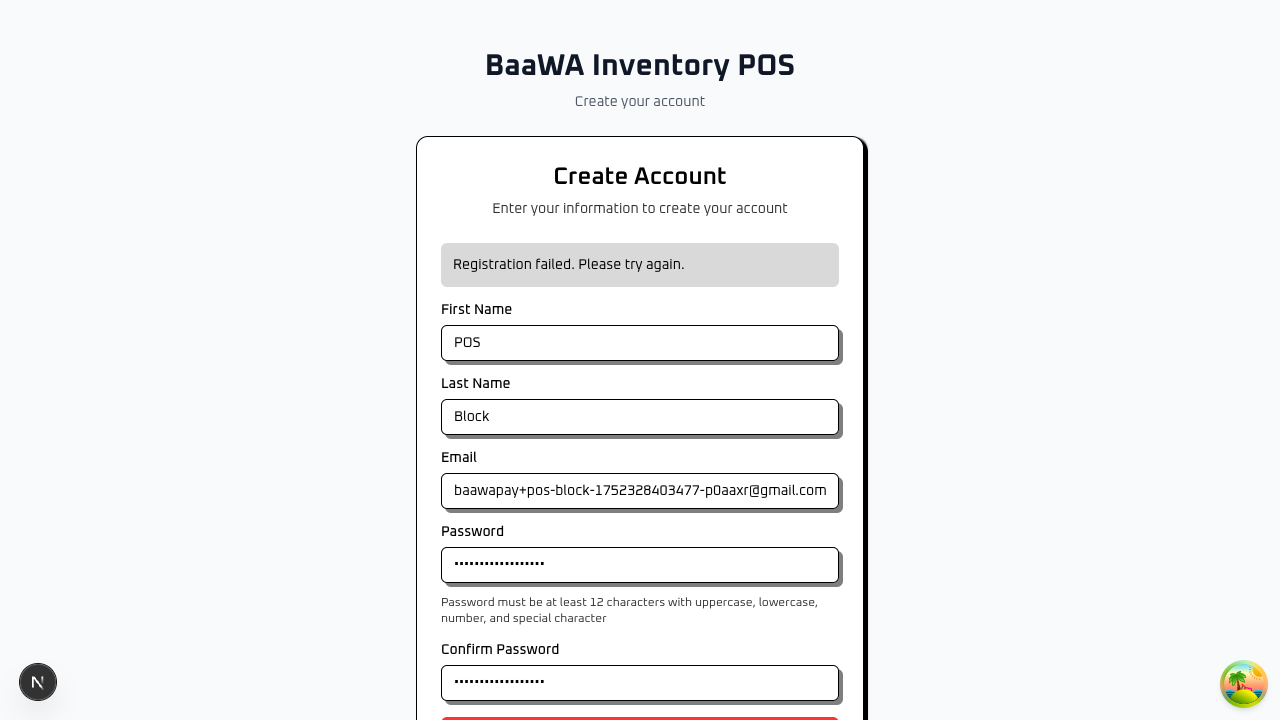 BaaWA Inventory POS
Create your account
Create Account
Enter your information to create your account
Registration failed. Please try again.
First Name
POS
Last Name
Block
Email
baawapay+pos-block-1752328403477-p0aaxr@gmail.com
Password
••••••••••••••••••
Password must be at least 12 characters with uppercase, lowercase,
number, and special character
Confirm Password
••••••••••••••••••
N